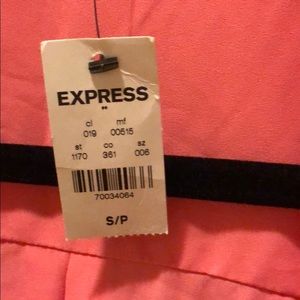 EXPRESS
cl mf
019 00515
st co sz
1170 361 006
70034064
S/P